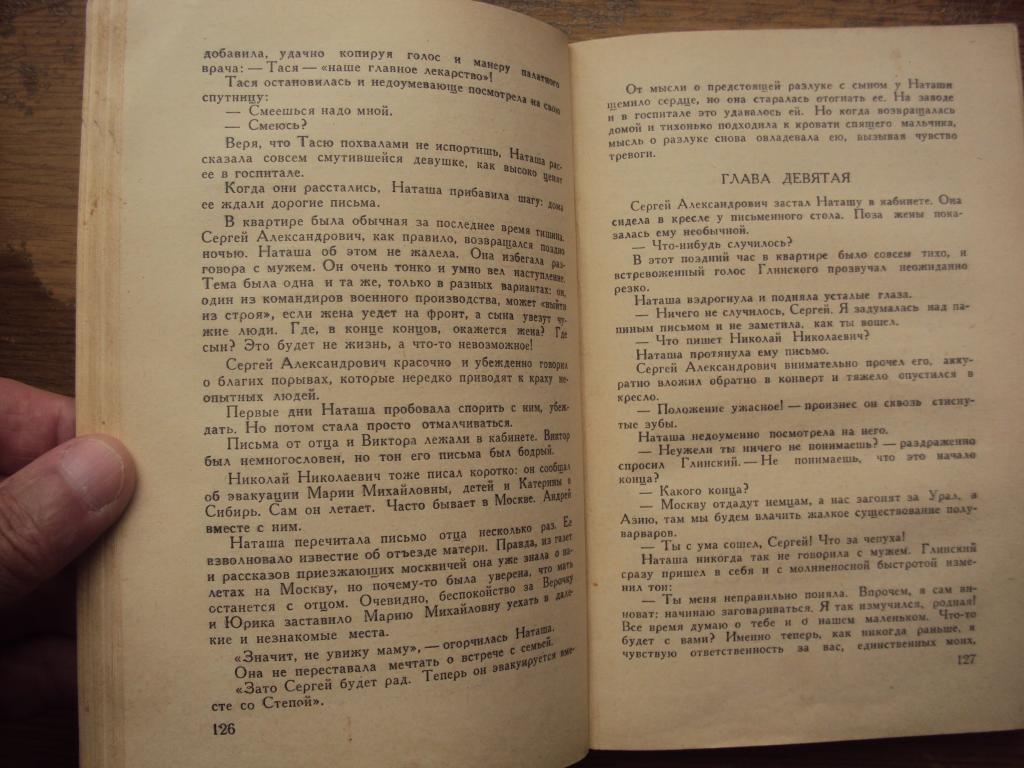 добавила, удачно копируя голос и манеру палатного
врача: — Тася — «наше главное лекарство»!
Тася остановилась и недоумевающе посмотрела на свою
спутницу:
— Смеешься надо мной.
— Смеюсь?
Веря, что Тасю похвалами не испортишь, Наташа рас-
сказала совсем смутившейся девушке, как высоко ценят
ее в госпитале.
Когда они расстались, Наташа прибавила шагу: дома
ее ждали дорогие письма.
В квартире была обычная за последнее время тишина.
Сергей Александрович, как правило, возвращался поздно
ночью. Наташа об этом не жалела. Она избегала раз-
говора с мужем. Он очень тонко и умно вел наступление.
Тема была одна и та же, только в разных вариантах: он,
один из командиров военного производства, может «выйти
из строя», если жена уедет на фронт, а сына увезут чу-
жие люди. Где, в конце концов, окажется жена? Где
сын? Это будет не жизнь, а что-то невозможное!
Сергей Александрович красочно и убежденно говорил
о благих порывах, которые нередко приводят к краху не-
опытных людей.
Первые дни Наташа пробовала спорить с ним, убеж-
дать. Но потом стала просто отмалчиваться.
Письма от отца и Виктора лежали в кабинете. Виктор
был немногословен, но тон его письма был бодрый.
Николай Николаевич тоже писал коротко: он сообщал
об эвакуации Марии Михайловны, детей и Катерины в
Сибирь. Сам он летает. Часто бывает в Москве. Андрей
вместе с ним.
Наташа перечитала письмо отца несколько раз. Ее
взволновало известие об отъезде матери. Правда, из газет
и рассказов приезжающих москвичей она уже знала о на-
летах на Москву, но почему-то была уверена, что мать
останется с отцом. Очевидно, беспокойство за Верочку
и Юрика заставило Марию Михайловну уехать в дале-
кие и незнакомые места.
«Значит, не увижу маму», — огорчилась Наташа.
Она не переставала мечтать о встрече с семьей.
«Зато Сергей будет рад. Теперь он эвакуируется вме-
сте со Степой».
126
От мысли о предстоящей разлуке с сыном у Наташи
щемило сердце, но она старалась отогнать ее. На заводе
и в госпитале это удавалось ей. Но когда возвращалась
домой и тихонько подходила к кровати спящего мальчика,
мысль о разлуке снова овладевала ею, вызывая чувство
тревоги.
ГЛАВА ДЕВЯТАЯ
Сергей Александрович застал Наташу в кабинете. Она
сидела в кресле у письменного стола. Поза жены пока-
залась ему необычной.
— Что-нибудь случилось?
В этот поздний час в квартире было совсем тихо, и
встревоженный голос Глинского прозвучал неожиданно
резко.
Наташа вздрогнула и подняла усталые глаза.
— Ничего не случилось, Сергей. Я задумалась над па-
пиным письмом и не заметила, как ты вошел.
— Что пишет Николай Николаевич?
Наташа протянула ему письмо.
Сергей Александрович внимательно прочел его, акку-
ратно вложил обратно в конверт и тяжело опустился в
кресло.
— Положение ужасное! — произнес он сквозь стисну-
тые зубы.
Наташа недоуменно посмотрела на него.
— Неужели ты ничего не понимаешь? — раздраженно
спросил Глинский. — Не понимаешь, что это начало
конца?
— Какого конца?
— Москву отдадут немцам, а нас загонят за Урал, в
Азию, там мы будем влачить жалкое существование полу-
варваров.
— Ты с ума сошел, Сергей! Что за чепуха!
Наташа никогда так не говорила с мужем. Глинский
сразу пришел в себя и с молниеносной быстротой изме-
нил тон:
— Ты меня неправильно поняла. Впрочем, я сам ви-
новат: начинаю заговариваться. Я так измучился, родная!
Все время думаю о тебе и о нашем маленьком. Что-то
будет с вами? Именно теперь, как никогда раньше, я
чувствую ответственность за вас, единственных моих,
127